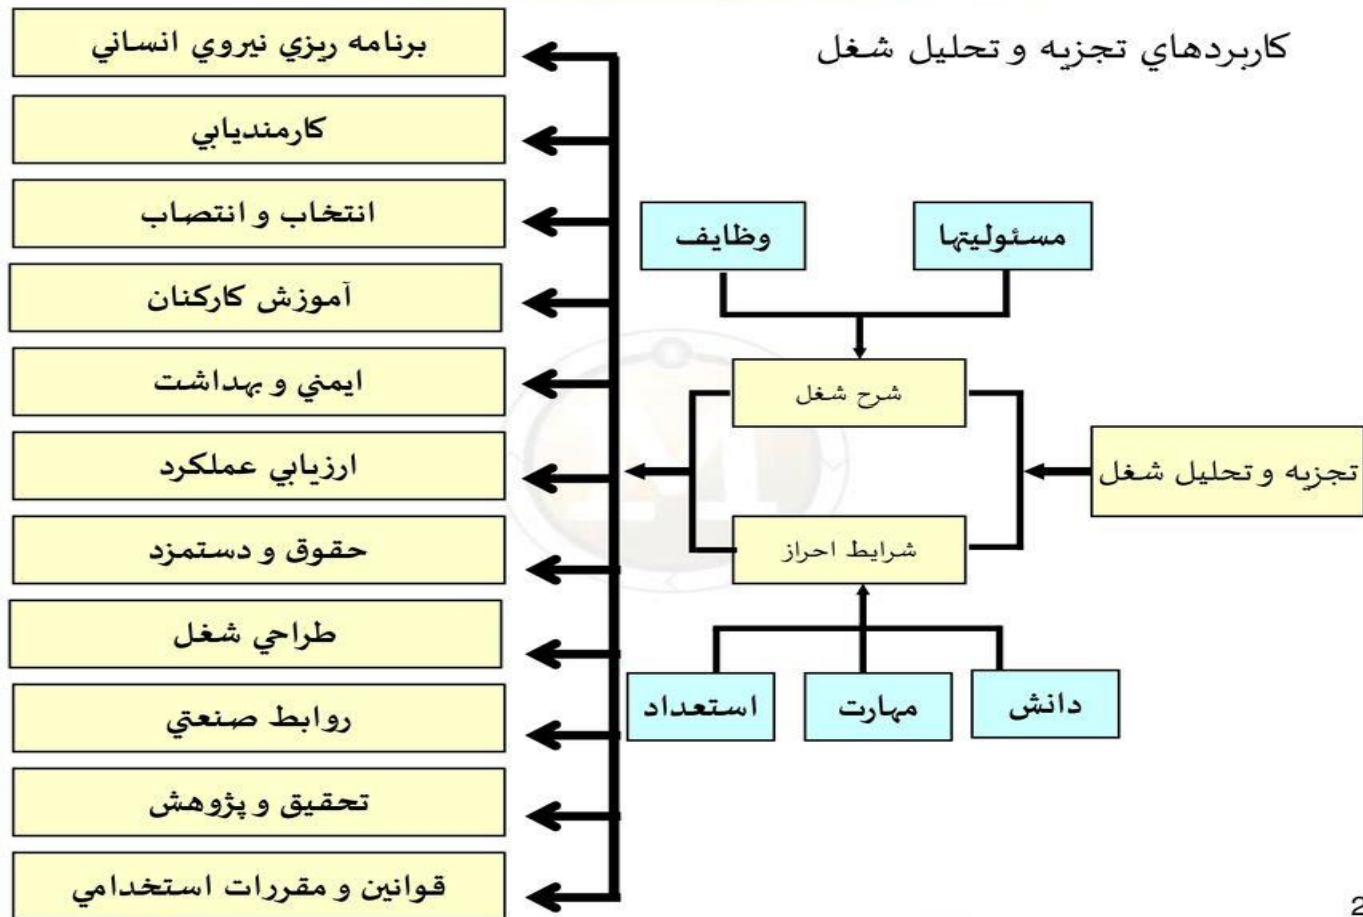 کاربردهاي تجزيه و تحليل شغل
برنامه ريزي نيروي انساني
کارمنديابي
انتخاب و انتصاب
آموزش کارکنان
ايمني و بهداشت
ارزيابي عملکرد
حقوق و دستمزد
طراحي شغل
روابط صنعتي
تحقيق و پژوهش
قوانين و مقررات استخدامي
مسئوليتها
وظايف
شرح شغل
تجزيه و تحليل شغل
شرايط احراز
دانش
مهارت
استعداد
2